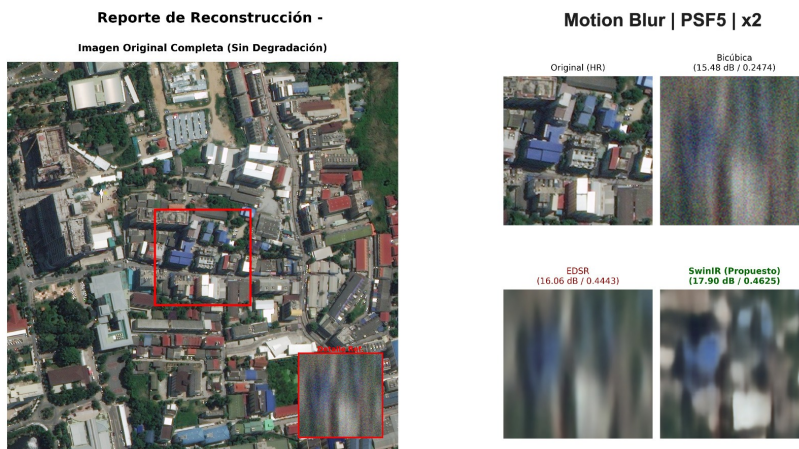 Reporte de Reconstrucción -
Imagen Original Completa (Sin Degradación)
Motion Blur | PSF5 | x2
Original (HR)
Bicúbica
(15.48 dB / 0.2474)
EDSR
(16.06 dB / 0.4443)
SwinIR (Propuesto)
(17.90 dB / 0.4625)